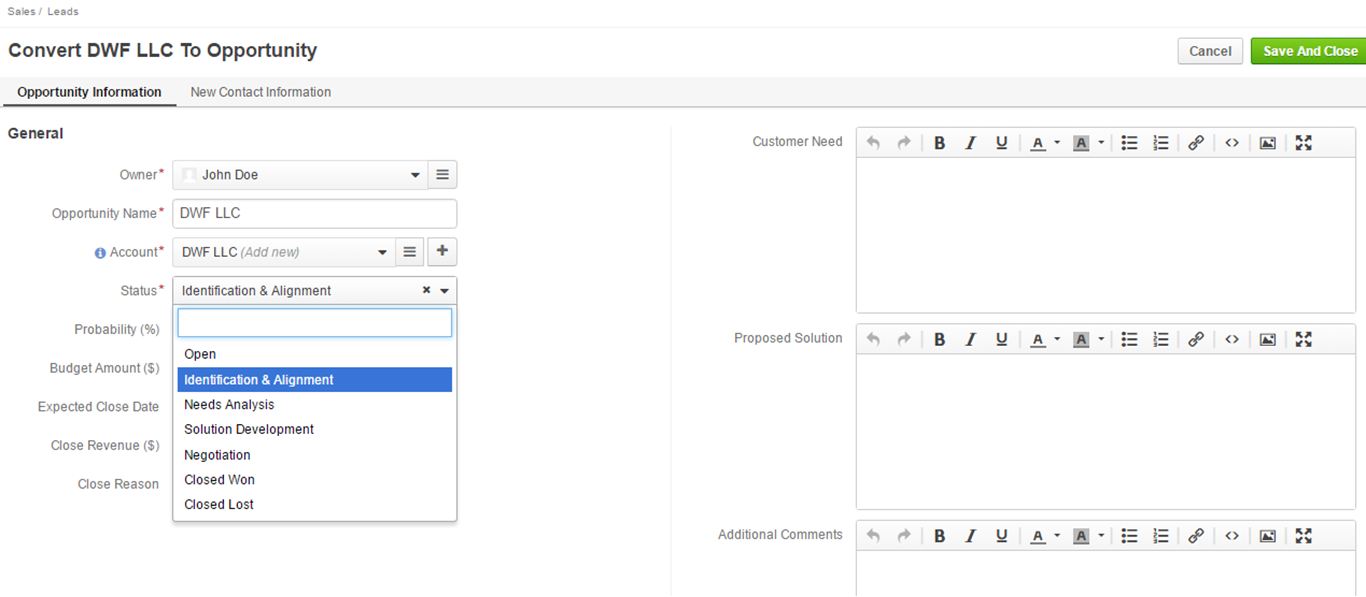 Sales / Leads
Convert DWF LLC To Opportunity
Cancel
Save And Close
Opportunity Information
New Contact Information
General
Owner*
John Doe
Opportunity Name*
DWF LLC
Account*
DWF LLC (Add new)
Status*
Identification & Alignment
Probability (%)
Budget Amount ($)
Expected Close Date
Close Revenue ($)
Close Reason
Open
Identification & Alignment
Needs Analysis
Solution Development
Negotiation
Closed Won
Closed Lost
Customer Need
B I U A A
Proposed Solution
B I U A A
Additional Comments
B I U A A